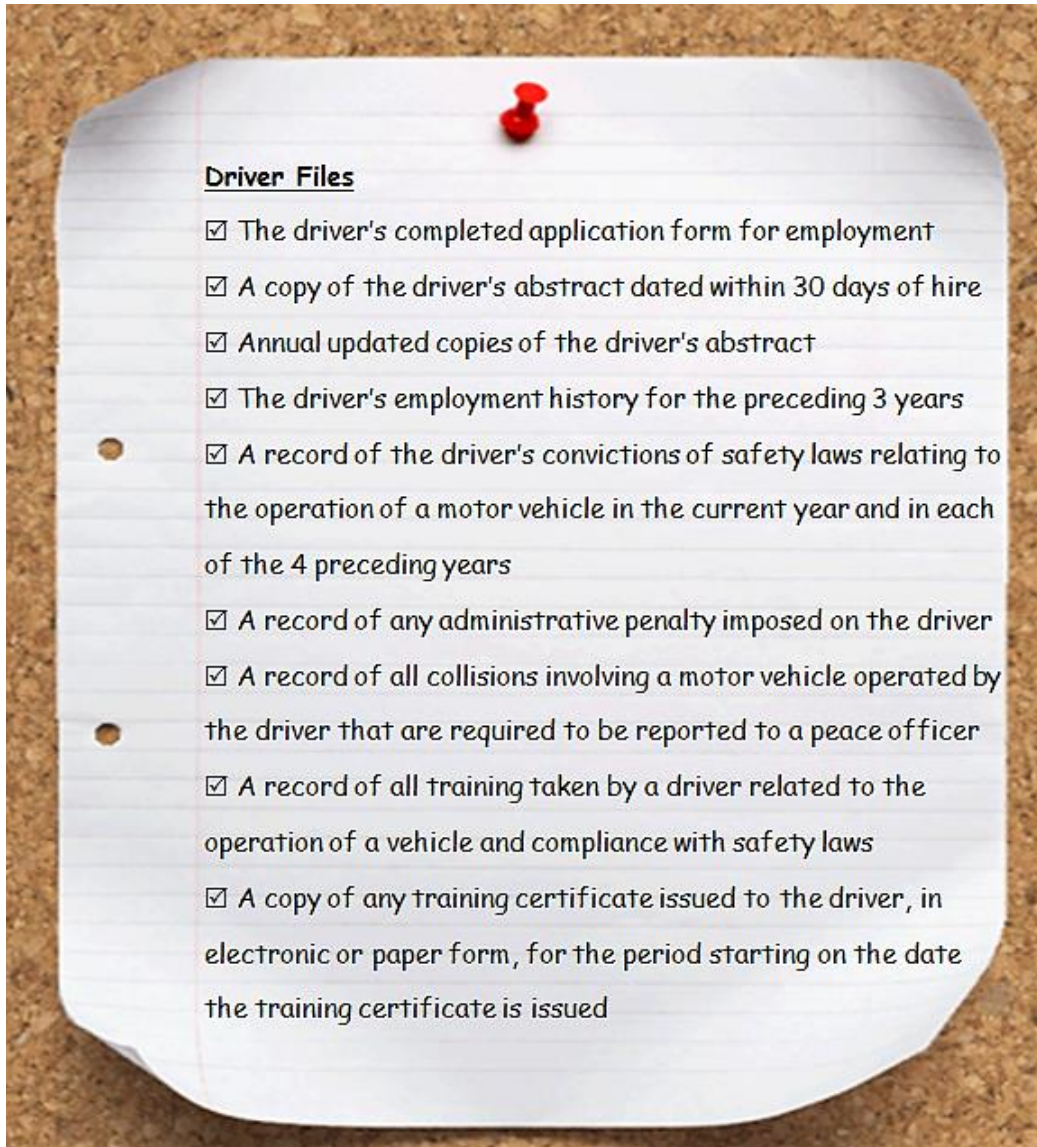 Driver Files
☑ The driver's completed application form for employment
☑ A copy of the driver's abstract dated within 30 days of hire
☑ Annual updated copies of the driver's abstract
☑ The driver's employment history for the preceding 3 years
☑ A record of the driver's convictions of safety laws relating to
the operation of a motor vehicle in the current year and in each
of the 4 preceding years
☑ A record of any administrative penalty imposed on the driver
☑ A record of all collisions involving a motor vehicle operated by
the driver that are required to be reported to a peace officer
☑ A record of all training taken by a driver related to the
operation of a vehicle and compliance with safety laws
☑ A copy of any training certificate issued to the driver, in
electronic or paper form, for the period starting on the date
the training certificate is issued